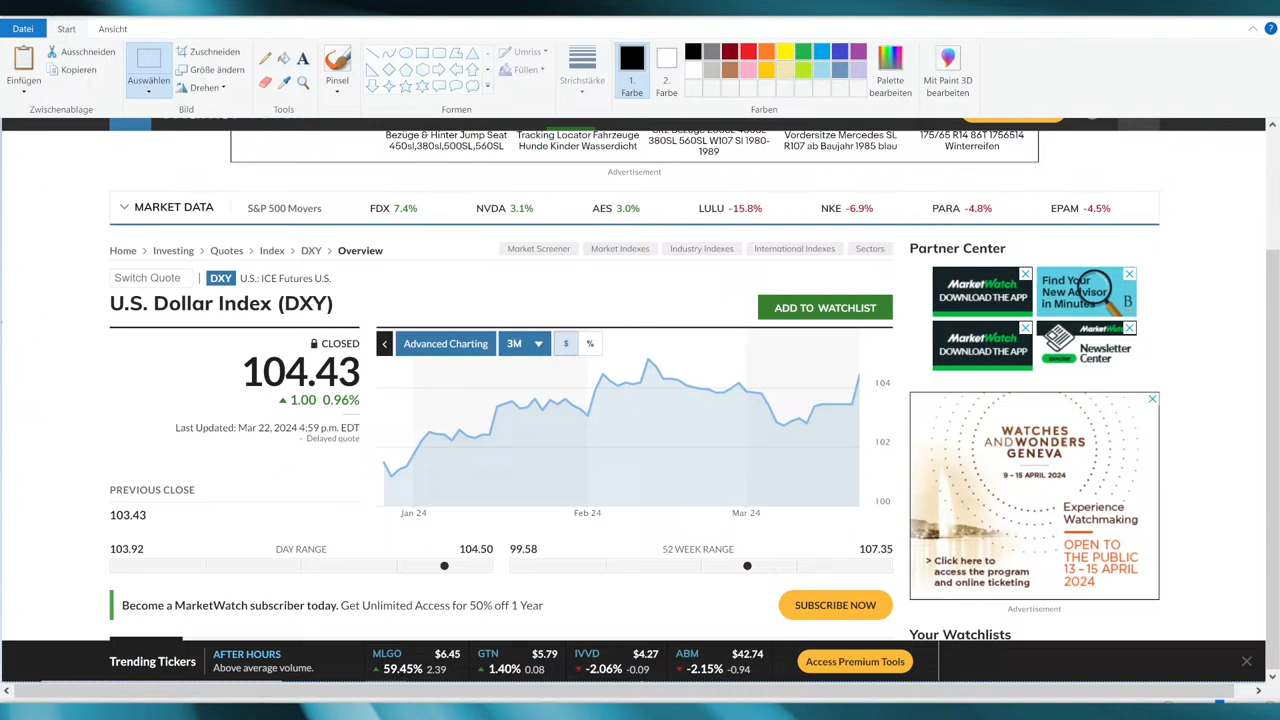 Datei Start Ansicht
Einfügen
Ausschneiden
Kopieren
Zwischenablage
Auswählen
Zuschneiden
Größe ändern
Drehen
Bild
Tools
Pinsel
Formen
Umriss
Füllen
Strichstärke
1. Farbe
2. Farbe
Palette bearbeiten
Farben
Mit Paint 3D bearbeiten
Bezüge & Hinter Jump Seat
450sl,380sl,500SL,560SL
Tracking Locator Fahrzeuge
Hunde Kinder Wasserdicht
380SL 560SL W107 Sl 1980-
1989
Vordersitze Mercedes SL
R107 ab Baujahr 1985 blau
175/65 R14 86T 1756514
Winterreifen
Advertisement
MARKET DATA S&P 500 Movers FDX 7.4% NVDA 3.1% AES 3.0% LULU -15.8% NKE -6.9% PARA -4.8% EPAM -4.5%
Home > Investing > Quotes > Index > DXY > Overview
Market Screener Market Indexes Industry Indexes International Indexes Sectors
Switch Quote | DXY U.S.: ICE Futures U.S.
U.S. Dollar Index (DXY)
ADD TO WATCHLIST
CLOSED
104.43
1.00 0.96%
Last Updated: Mar 22, 2024 4:59 p.m. EDT
Delayed quote
PREVIOUS CLOSE
103.43
Advanced Charting 3M $ %
104
102
100
Jan 24 Feb 24 Mar 24
103.92 DAY RANGE 104.50
99.58 52 WEEK RANGE 107.35
Become a MarketWatch subscriber today. Get Unlimited Access for 50% off 1 Year
SUBSCRIBE NOW
Partner Center
MarketWatch
DOWNLOAD THE APP
Find Your
New Advisor
in Minutes
B
MarketWatch
DOWNLOAD THE APP
MarketWatch
Newsletter
Center
EXPLORE
WATCHES
AND WONDERS
GENEVA
9 – 15 APRIL 2024
Experience
Watchmaking
OPEN TO
THE PUBLIC
13 – 15 APRIL
2024
> Click here to
access the program
and online ticketing
Advertisement
Your Watchlists
Trending Tickers
AFTER HOURS
Above average volume.
MLGO $6.45
59.45% 2.39
GTN $5.79
1.40% 0.08
IVVD $4.27
-2.06% -0.09
ABM $42.74
-2.15% -0.94
Access Premium Tools